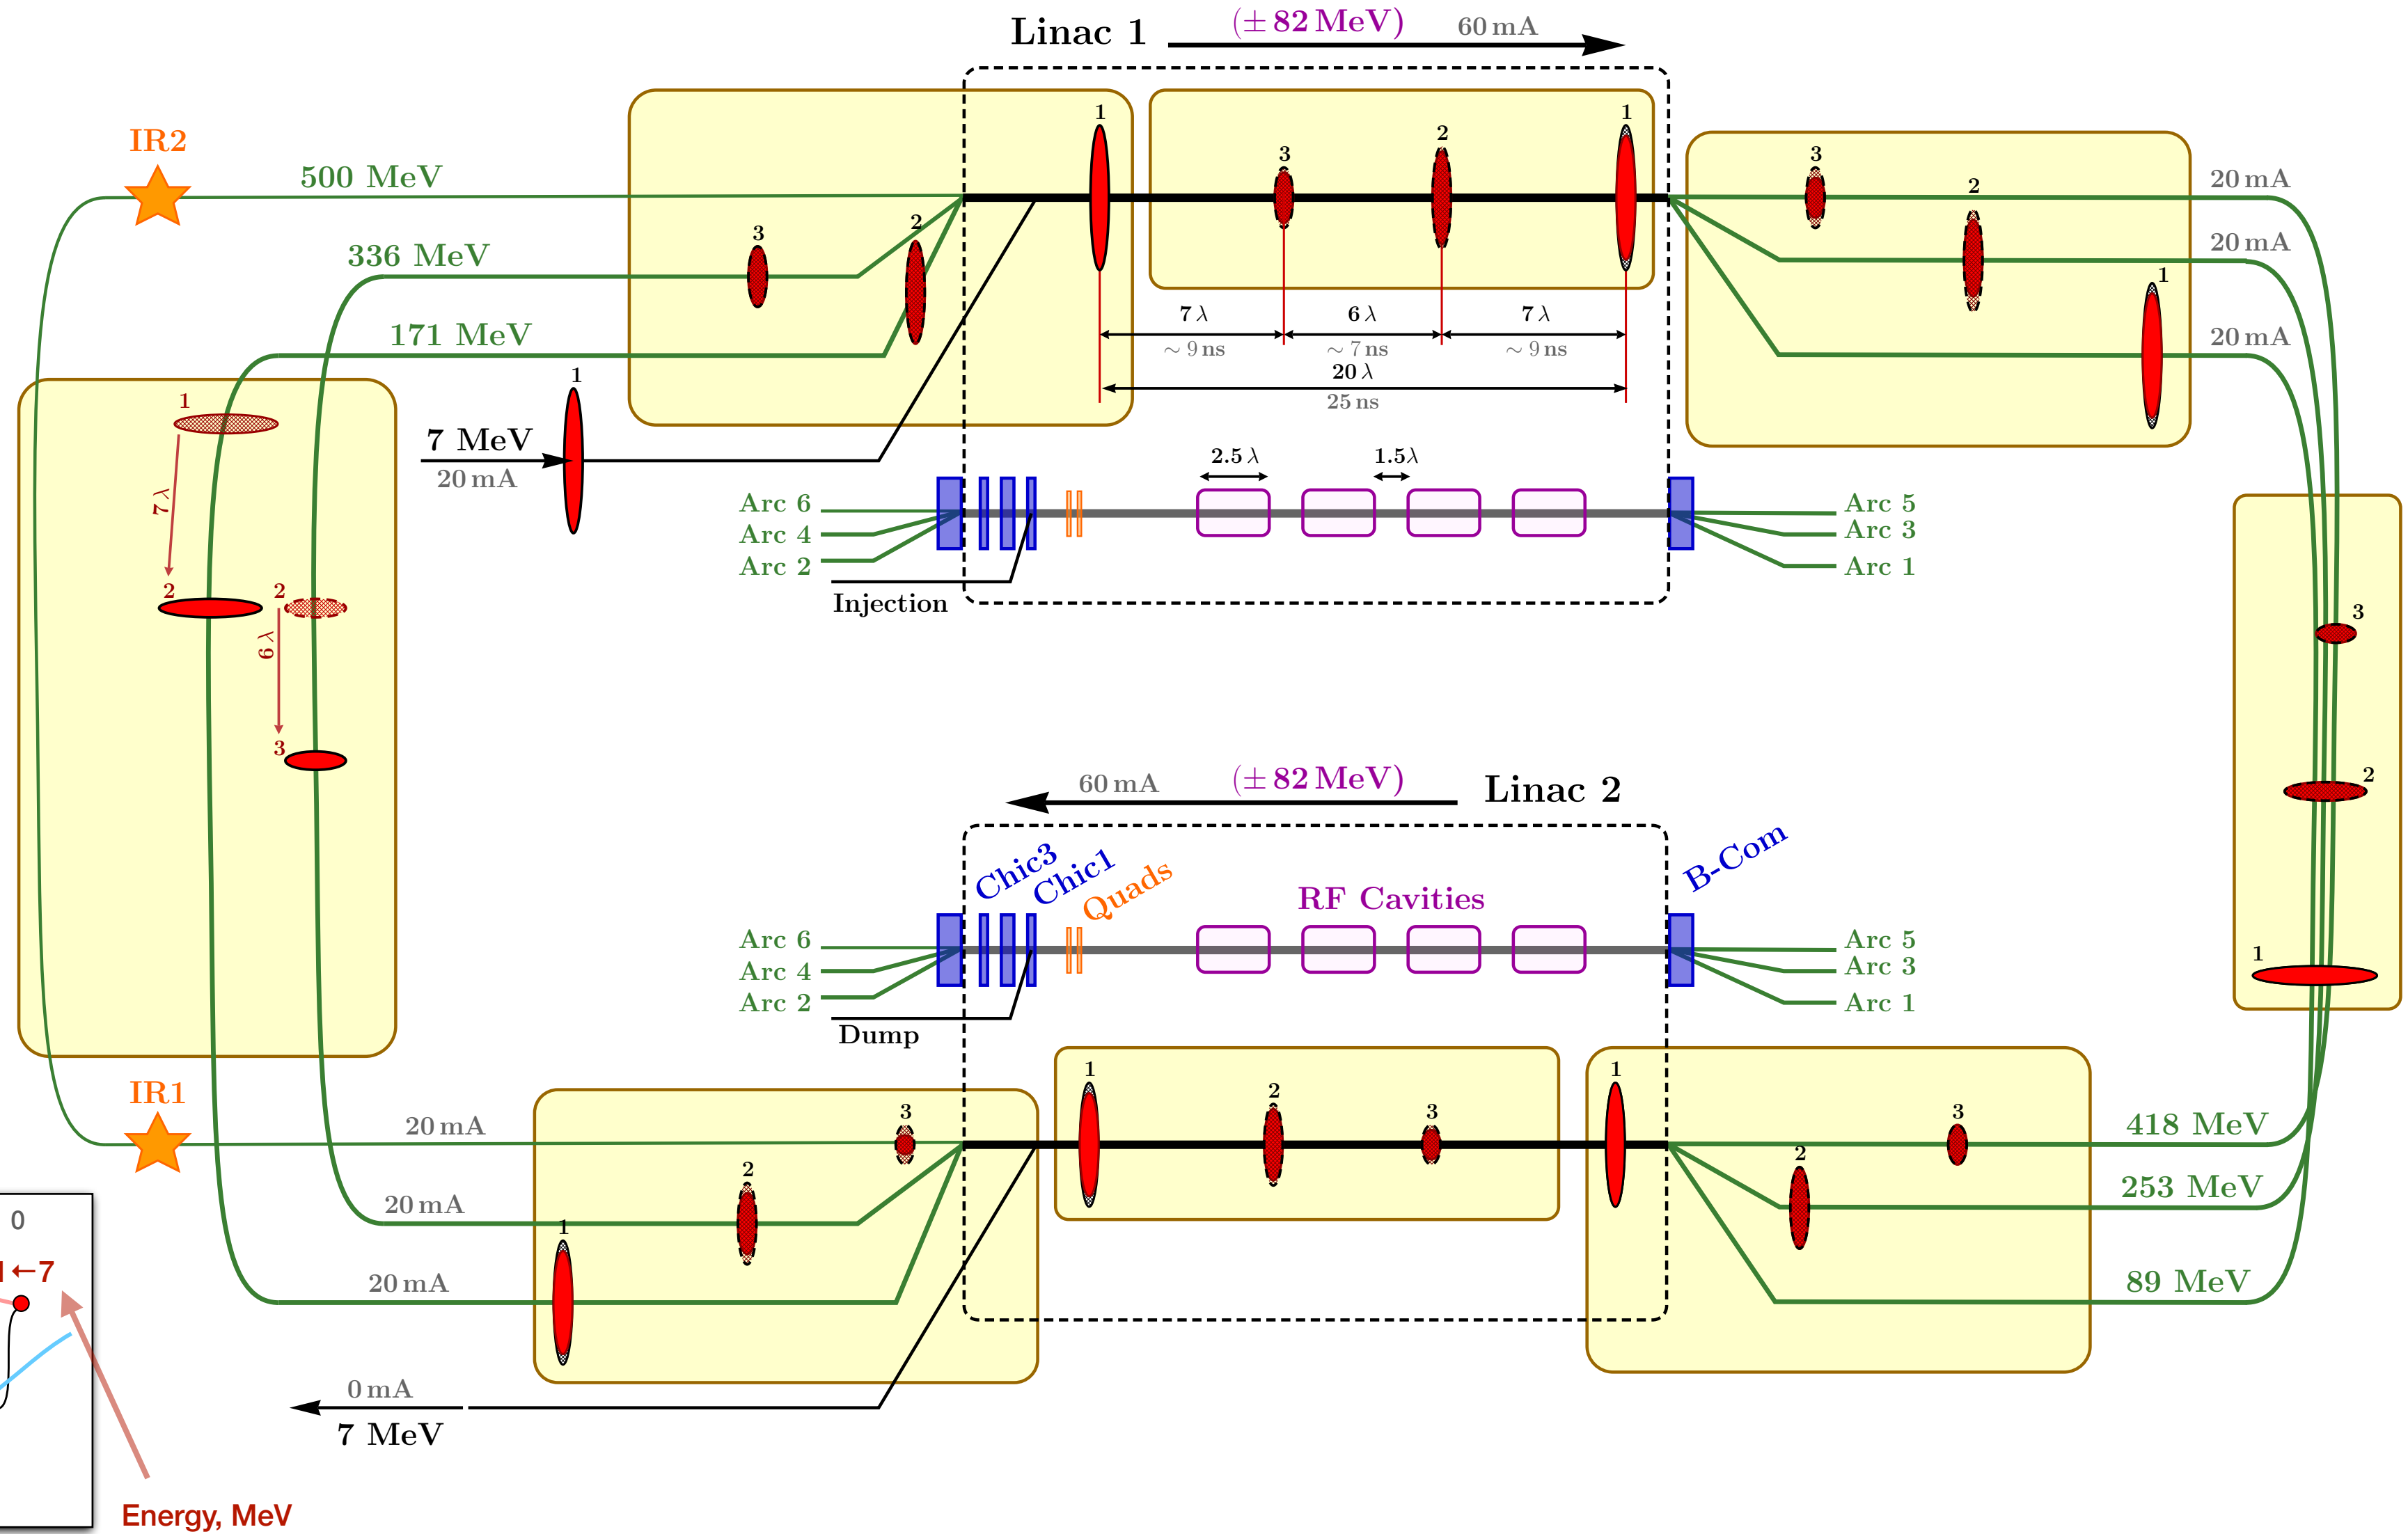 Linac 1
(± 82 MeV)
60 mA
IR2
500 MeV
336 MeV
171 MeV
3
2
1
3
2
1
3
2
1
20 mA
20 mA
20 mA
7 λ
6 λ
7 λ
∼ 9 ns
∼ 7 ns
∼ 9 ns
20 λ
25 ns
1
7 MeV
20 mA
1
7 λ
2
2
6 λ
3
2.5 λ
1.5λ
Arc 6
Arc 4
Arc 2
Injection
Arc 5
Arc 3
Arc 1
3
2
1
60 mA
(± 82 MeV)
Linac 2
Chic3
Chic1
Quads
RF Cavities
B-Com
Arc 6
Arc 4
Arc 2
Dump
Arc 5
Arc 3
Arc 1
IR1
20 mA
20 mA
20 mA
3
2
1
1
2
3
1
2
3
418 MeV
253 MeV
89 MeV
0 mA
7 MeV
0
←7
Energy, MeV